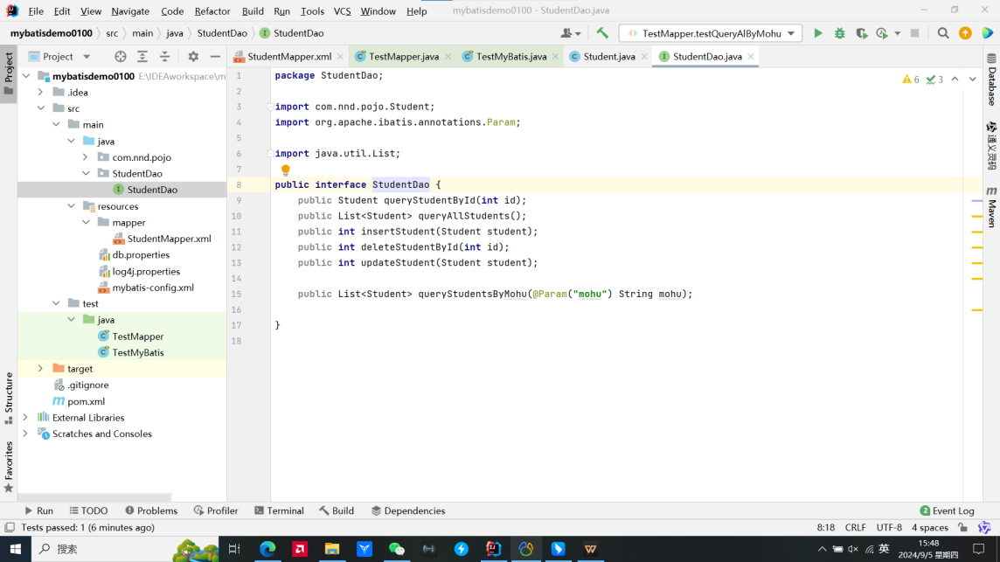 File Edit View Navigate Code Refactor Build Run Tools VCS Window Help mybatisdemo0100 - StudentDao.java
mybatisdemo0100 src main java StudentDao StudentDao TestMapper.testQueryAlByMohu
Project StudentMapper.xml TestMapper.java TestMyBatis.java Student.java StudentDao.java
Project
Structure
Favorites
mybatisdemo0100 E:\IDEAworkspace\m
.idea
src
main
java
com.nnd.pojo
StudentDao
StudentDao
resources
mapper
StudentMapper.xml
db.properties
log4j.properties
mybatis-config.xml
test
java
TestMapper
TestMyBatis
target
.gitignore
pom.xml
External Libraries
Scratches and Consoles
1 package StudentDao;
2
3 import com.nnd.pojo.Student;
4 import org.apache.ibatis.annotations.Param;
5
6 import java.util.List;
7
8 public interface StudentDao {
9 public Student queryStudentById(int id);
10 public List<Student> queryAllStudents();
11 public int insertStudent(Student student);
12 public int deleteStudentById(int id);
13 public int updateStudent(Student student);
14
15 public List<Student> queryStudentsByMohu(@Param("mohu") String mohu);
16
17 }
18
6 3
Database
通义灵码
Maven
Run TODO Problems Profiler Terminal Build Dependencies 2 Event Log
Tests passed: 1 (6 minutes ago) 8:18 CRLF UTF-8 4 spaces
搜索 英 15:48
2024/9/5 星期四